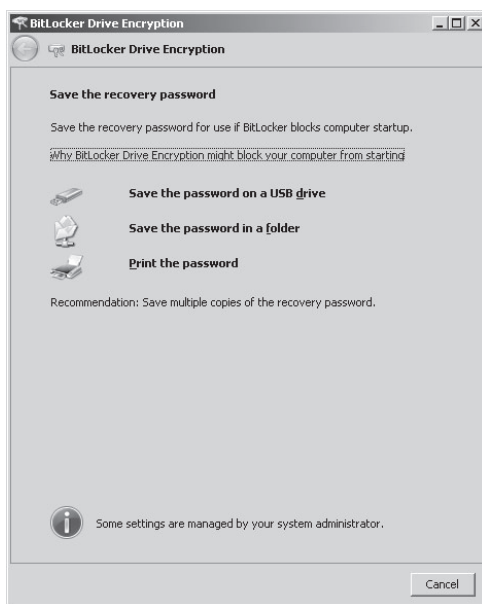 BitLocker Drive Encryption
BitLocker Drive Encryption
Save the recovery password
Save the recovery password for use if BitLocker blocks computer startup.
Why BitLocker Drive Encryption might block your computer from starting
Save the password on a USB drive
Save the password in a folder
Print the password
Recommendation: Save multiple copies of the recovery password.
Some settings are managed by your system administrator.
Cancel